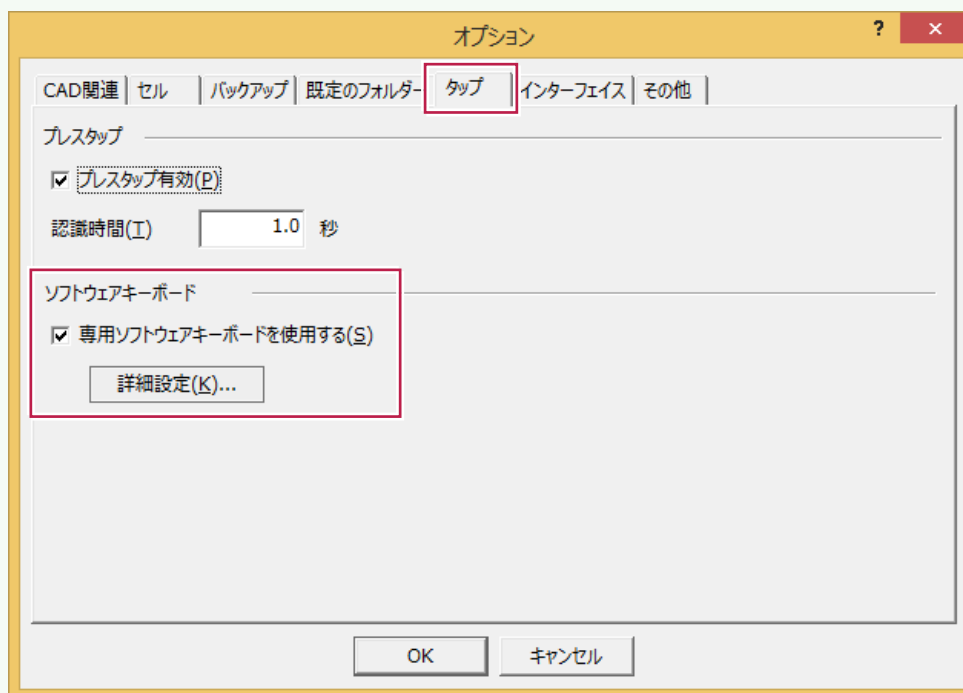 オプション
? ×
CAD関連 セル バックアップ 既定のフォルダー タップ インターフェイス その他
プレスタップ
プレスタップ有効(P)
認識時間(T) 1.0 秒
ソフトウェアキーボード
専用ソフトウェアキーボードを使用する(S)
詳細設定(K)...
OK キャンセル